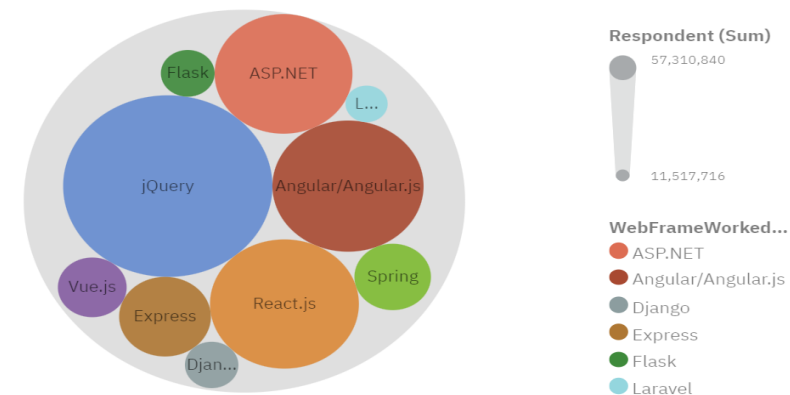 Flask
ASP.NET
L...
jQuery
Angular/Angular.js
Vue.js
Express
React.js
Spring
Djan...
Respondent (Sum)
57,310,840
11,517,716
WebFrameWorked...
ASP.NET
Angular/Angular.js
Django
Express
Flask
Laravel